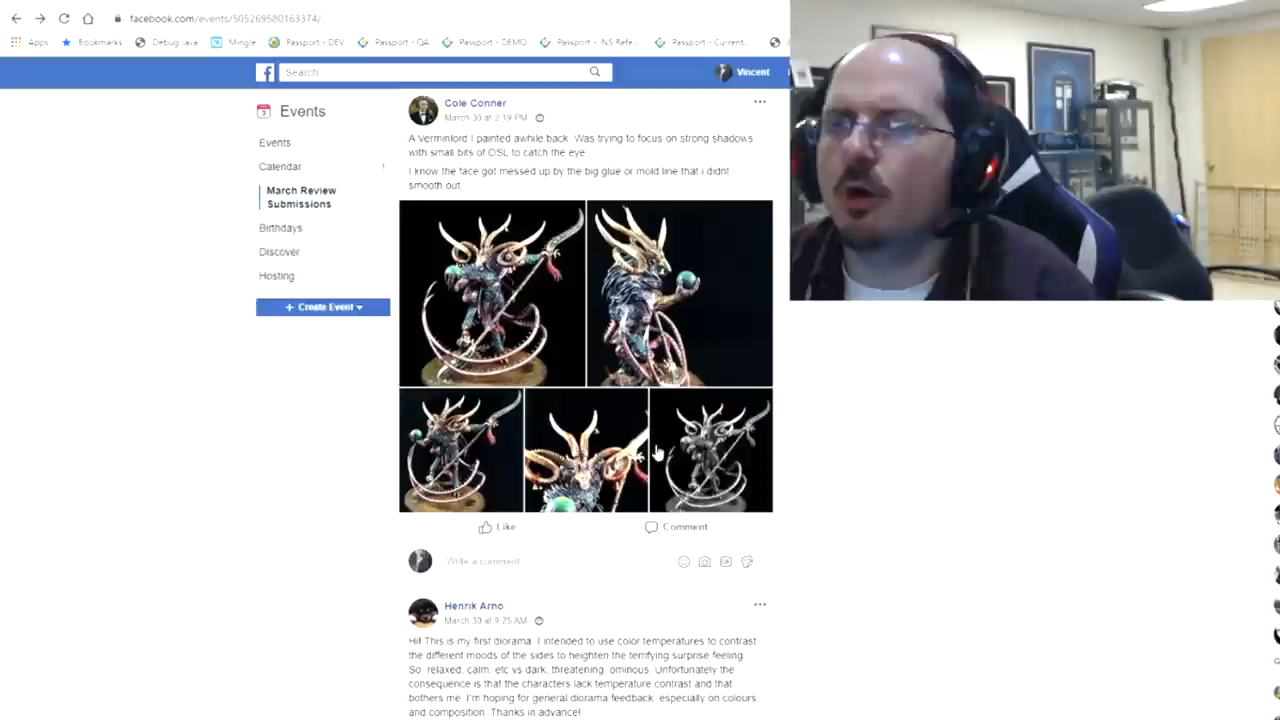 facebook.com/events/505269580163374/
Apps Bookmarks Debug Java Mingle Passport - DEV Passport - QA Passport - DEMO Passport - INS Refe... Passport - Current...
Search
Vincent
Events
Events
Calendar 1
March Review Submissions
Birthdays
Discover
Hosting
+ Create Event
Cole Conner
March 30 at 2:19 PM
A Verminlord I painted awhile back. Was trying to focus on strong shadows
with small bits of OSL to catch the eye
I know the face got messed up by the big glue or mold line that i didnt
smooth out
Like Comment
Write a comment
Henrik Arno
March 30 at 9:25 AM
Hi! This is my first diorama. I intended to use color temperatures to contrast
the different moods of the sides to heighten the terrifying surprise feeling.
So: relaxed, calm, etc vs dark, threatening, ominous. Unfortunately the
consequence is that the characters lack temperature contrast and that
bothers me. I'm hoping for general diorama feedback, especially on colours
and composition. Thanks in advance!